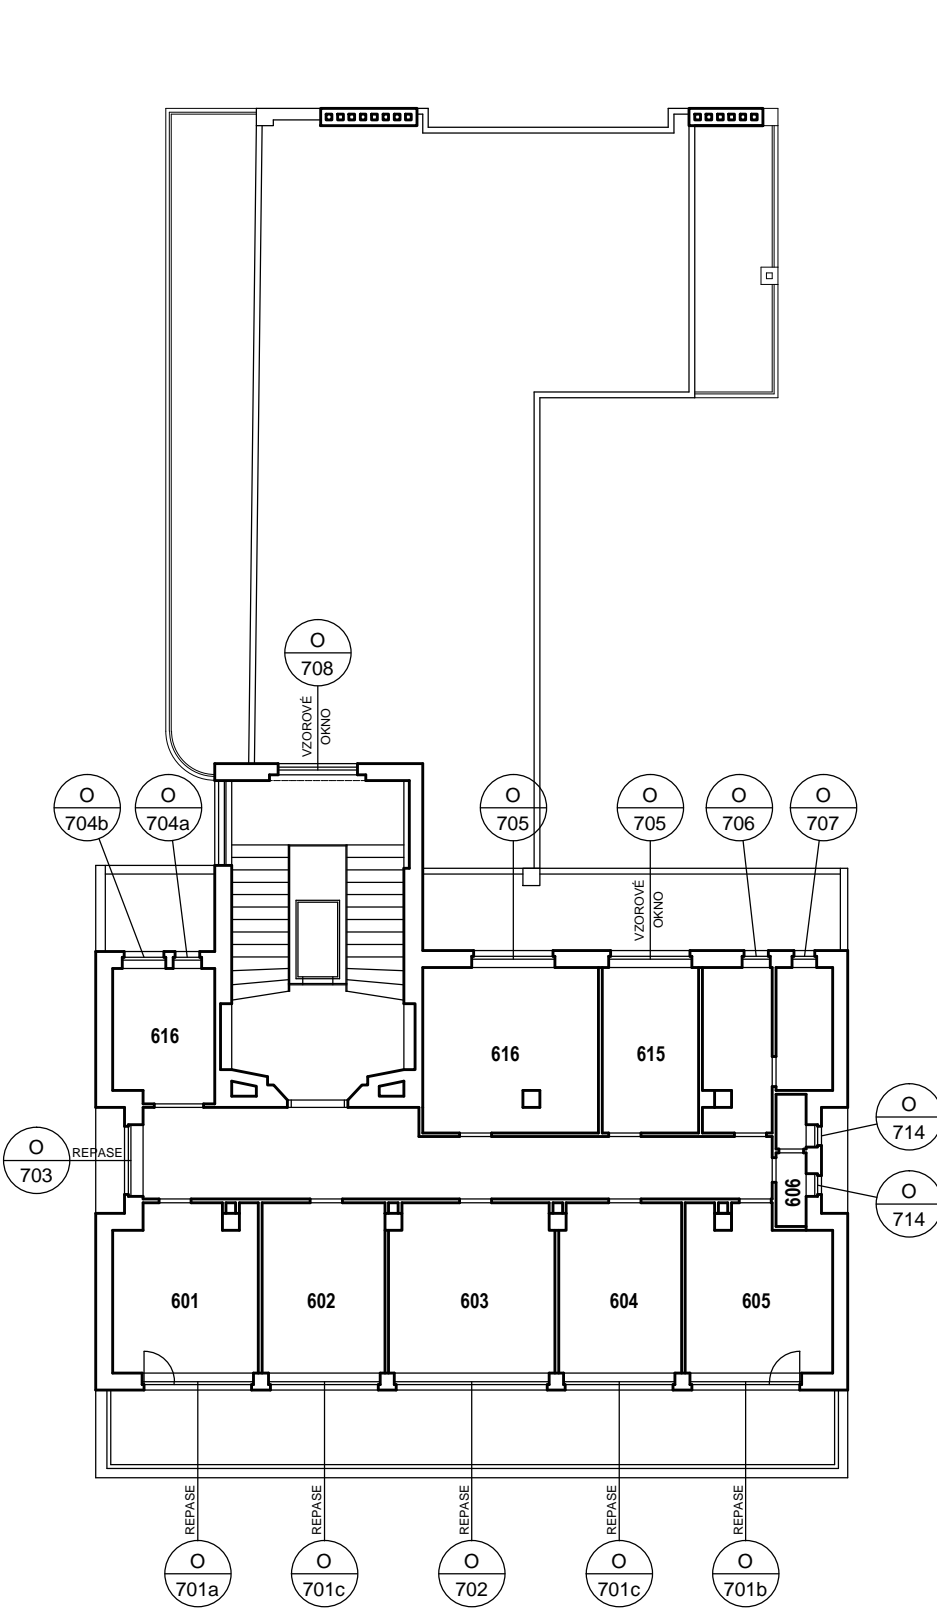 O
708
VZOROVÉ
OKNO
O
704b
O
704a
O
705
O
705
O
706
O
707
VZOROVÉ
OKNO
616
616
615
O
714
O
703
REPASE
606
O
714
601
602
603
604
605
REPASE
REPASE
REPASE
REPASE
REPASE
O
701a
O
701c
O
702
O
701c
O
701b